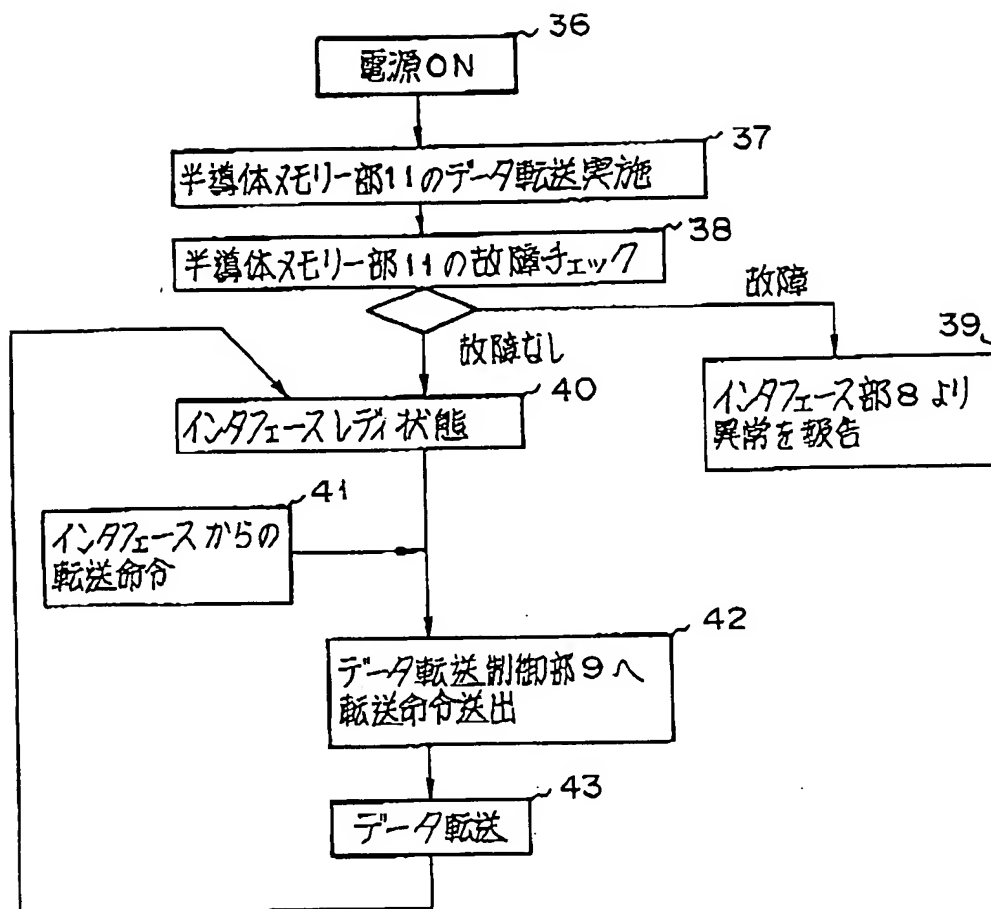 36
電源ON
37
半導体メモリー部11のデータ転送実施
38
半導体メモリー部11の故障チェック
故障
故障なし
39
インタフェース部8より
異常を報告
40
インタフェースレディ状態
41
インタフェースからの
転送命令
42
データ転送制御部9へ
転送命令送出
43
データ転送